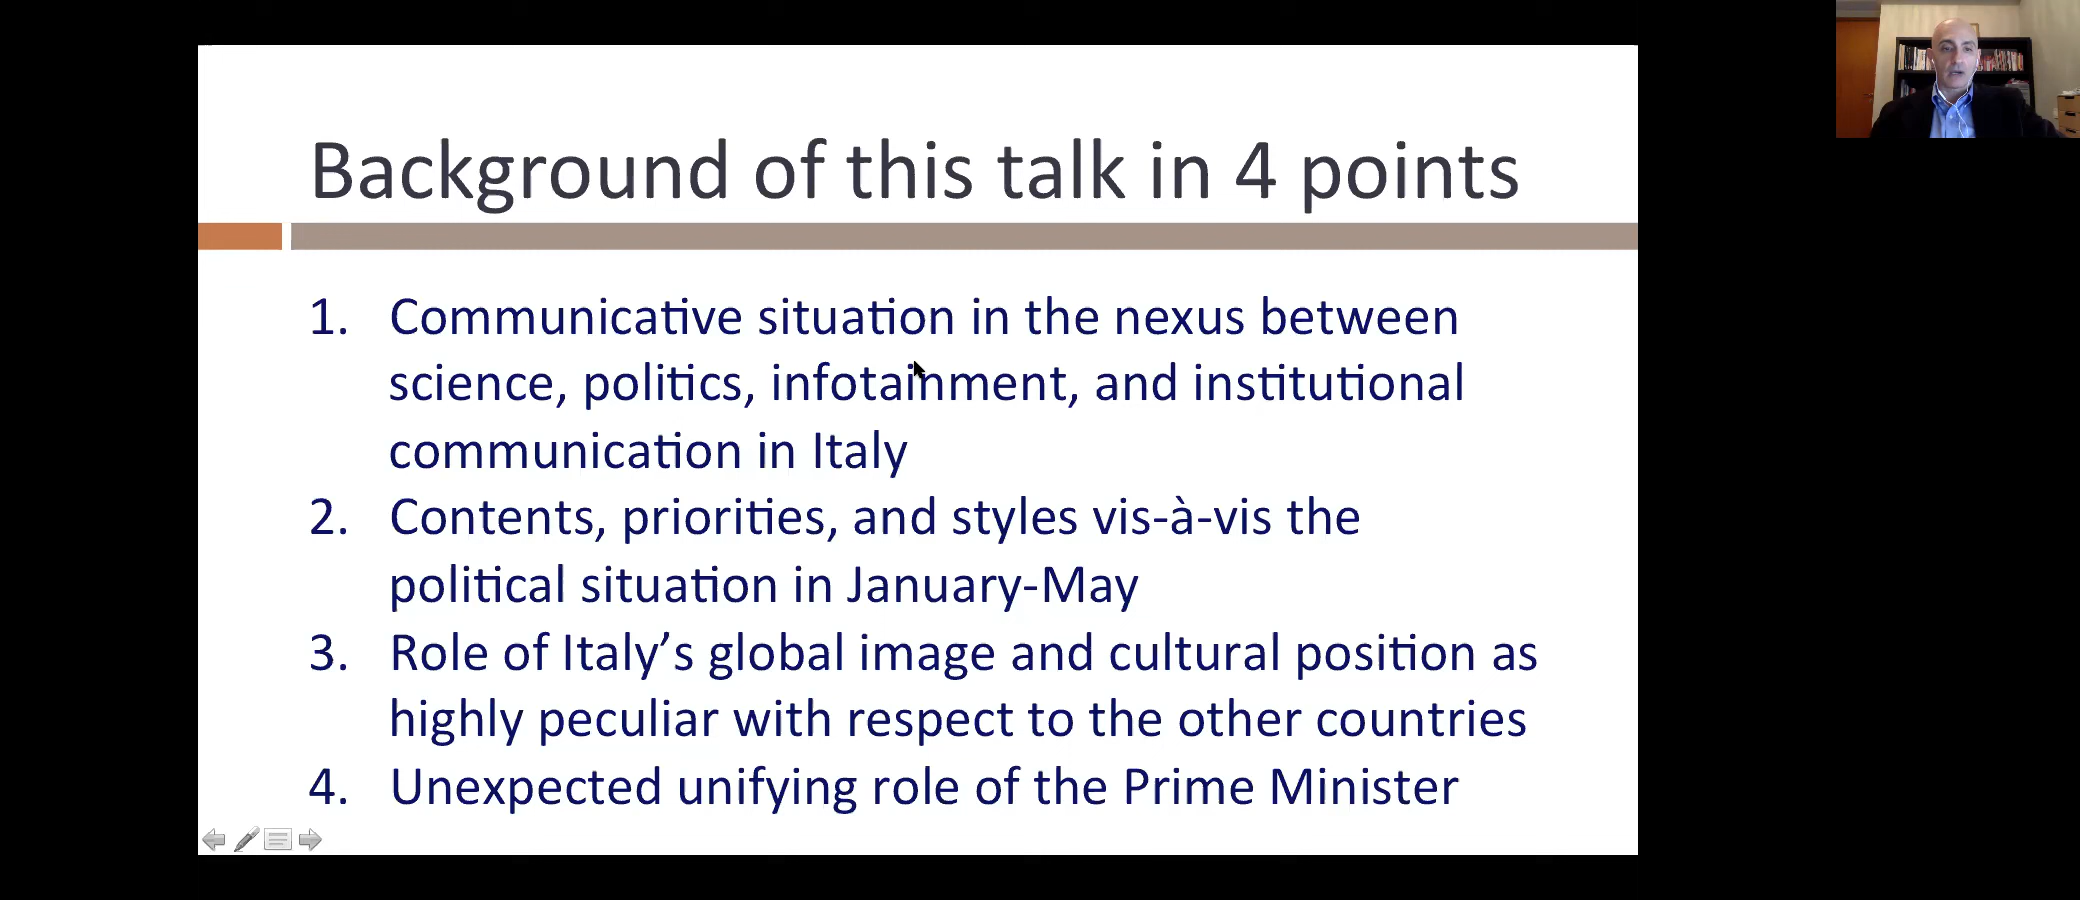 Background of this talk in 4 points
1. Communicative situation in the nexus between
science, politics, infotainment, and institutional
communication in Italy
2. Contents, priorities, and styles vis-à-vis the
political situation in January-May
3. Role of Italy’s global image and cultural position as
highly peculiar with respect to the other countries
4. Unexpected unifying role of the Prime Minister